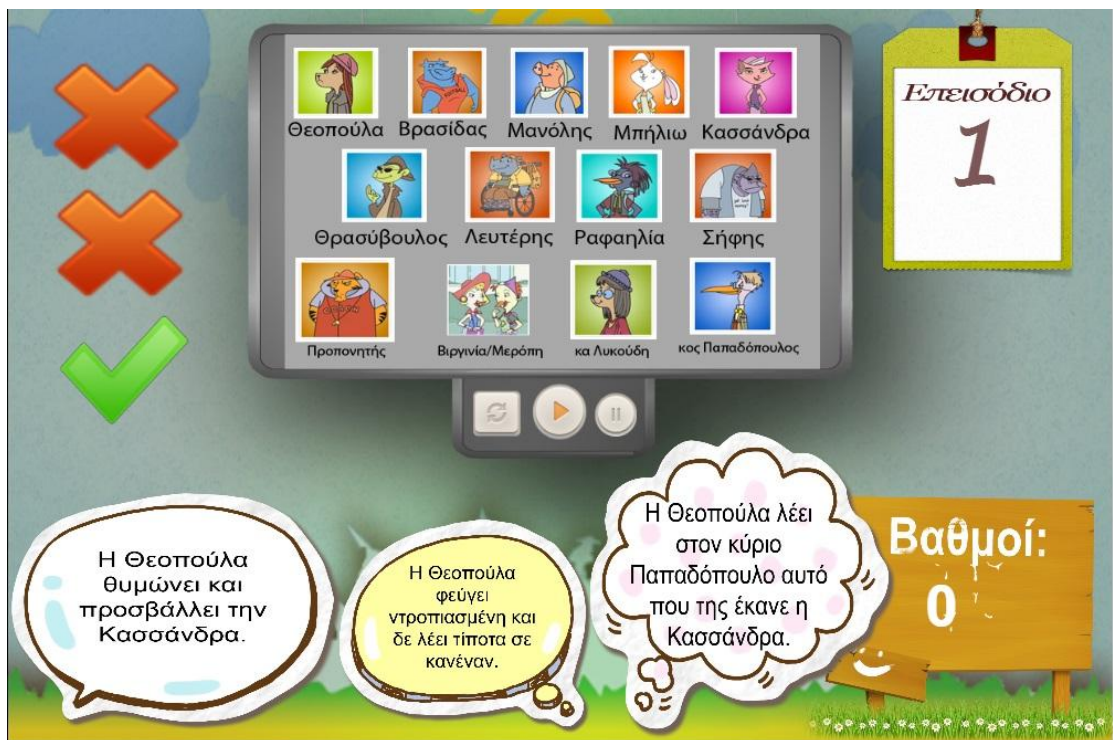 Θεοπούλα Βρασίδας Μανόλης Μπήλιω Κασσάνδρα
Θρασύβουλος Λευτέρης Ραφαηλία Σήφης
Προπονητής Βιργινία/Μερόπη κα Λυκούδη κος Παπαδόπουλος
Επεισόδιο
1
Η Θεοπούλα
θυμώνει και
προσβάλλει την
Κασσάνδρα.
Η Θεοπούλα
φεύγει
ντροπιασμένη και
δε λέει τίποτα σε
κανέναν.
Η Θεοπούλα λέει
στον κύριο
Παπαδόπουλο αυτό
που της έκανε η
Κασσάνδρα.
Βαθμοί:
0